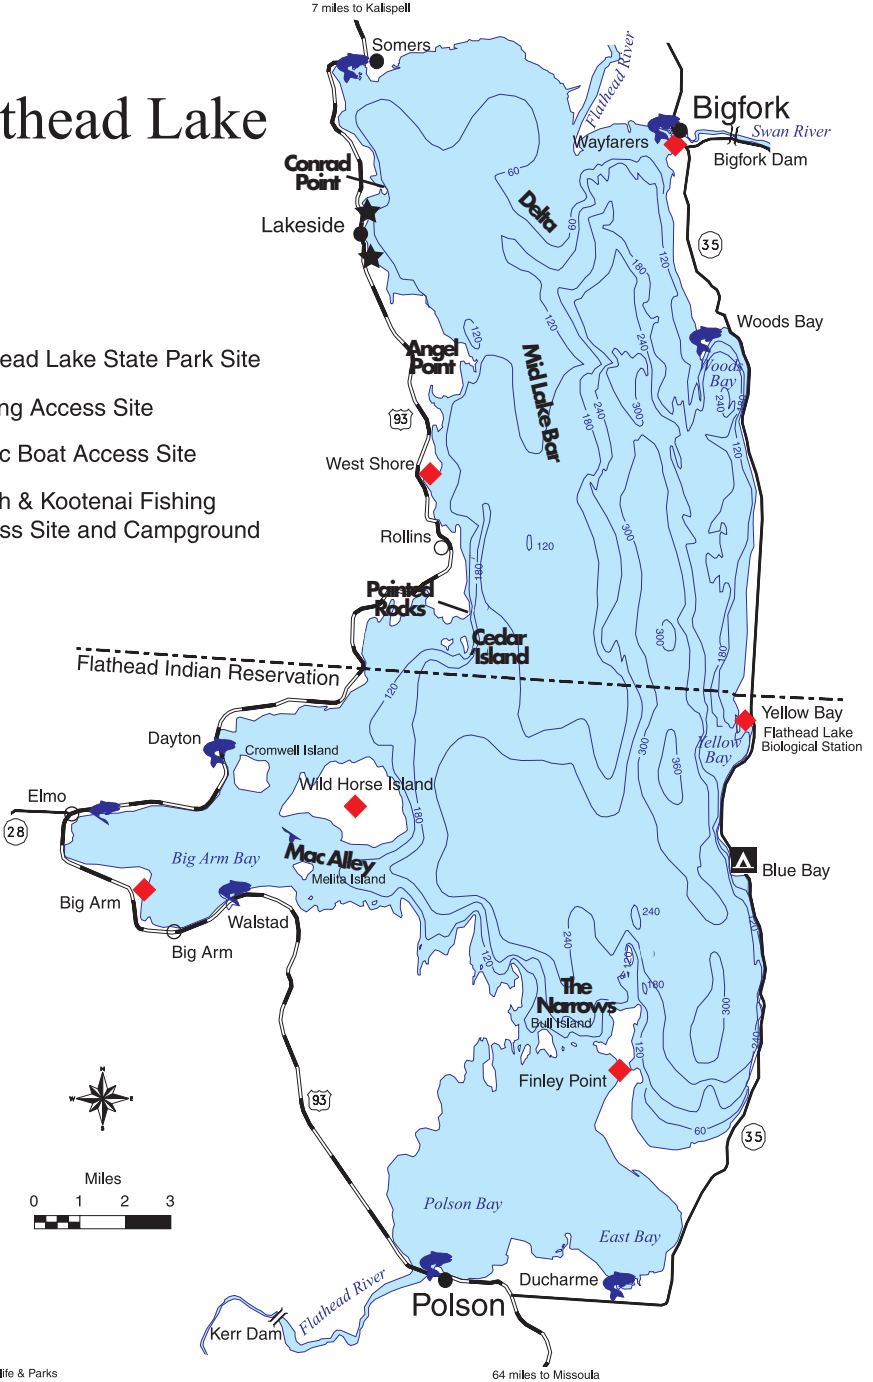 7 miles to Kalispell
Somers
Flathead River
thead Lake
Bigfork
Swan River
Wayfarers
Bigfork Dam
Conrad
Point
60
Delta
60
120
Lakeside
35
180
120
120
240
Woods Bay
120
Angel
Point
Mid Lake Bar
Woods
Bay
ead Lake State Park Site
180
240
300
240
180
93
ng Access Site
120
c Boat Access Site
West Shore
h & Kootenai Fishing
ss Site and Campground
300
Rollins
120
180
Painted
Rocks
Cedar
Island
300
180
Flathead Indian Reservation
120
Yellow Bay
Flathead Lake
Biological Station
Dayton
Cromwell Island
300
360
Yellow
Bay
Wild Horse Island
Elmo
180
28
Big Arm Bay
Mac Alley
Melita Island
Blue Bay
Big Arm
Walstad
240
120
Big Arm
240
120
120
180
The
Narrows
Bull Island
300
240
120
Finley Point
N
W
E
S
93
60
35
Miles
0 1 2 3
Polson Bay
East Bay
Ducharme
Flathead River
Polson
Kerr Dam
life & Parks
64 miles to Missoula